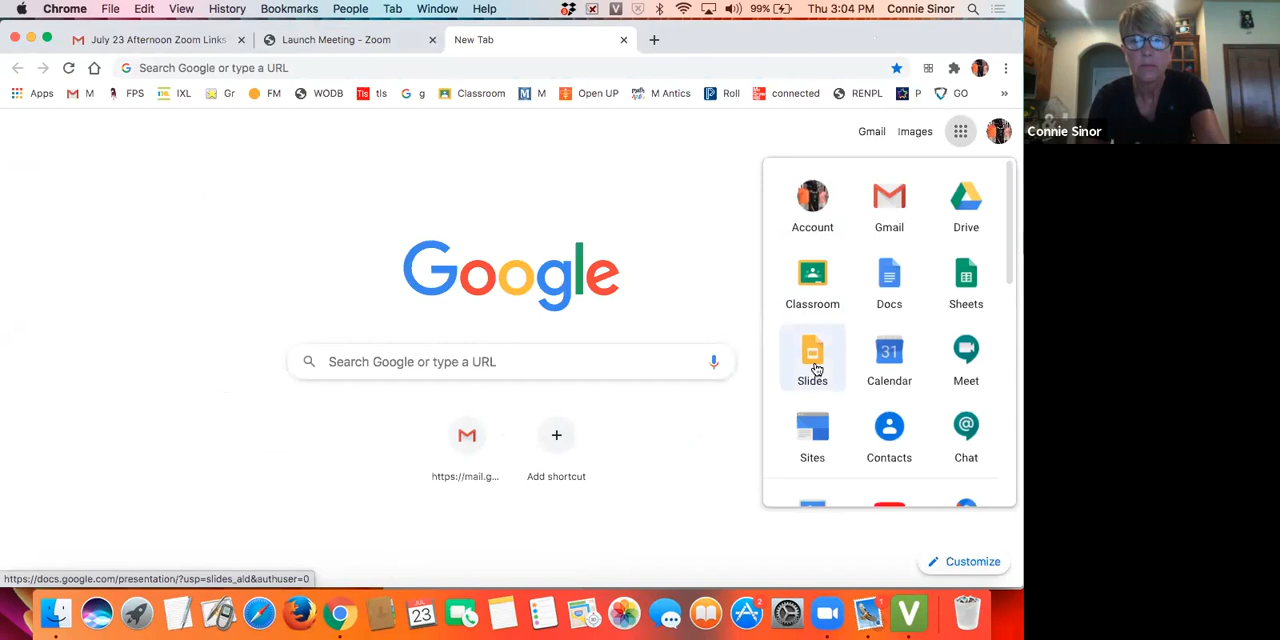 Chrome File Edit View History Bookmarks People Tab Window Help 99% Thu 3:04 PM Connie Sinor
July 23 Afternoon Zoom Links Launch Meeting - Zoom New Tab
Search Google or type a URL
Apps M FPS IXL Gr FM WODB tls g Classroom M Open UP M Antics Roll connected RENPL P GO »
Gmail Images
Connie Sinor
Account Gmail Drive
Google
Classroom Docs Sheets
Search Google or type a URL
31
Slides Calendar Meet
Sites Contacts Chat
https://mail.g... Add shortcut
Customize
https://docs.google.com/presentation/?usp=slides_ald&authuser=0
23